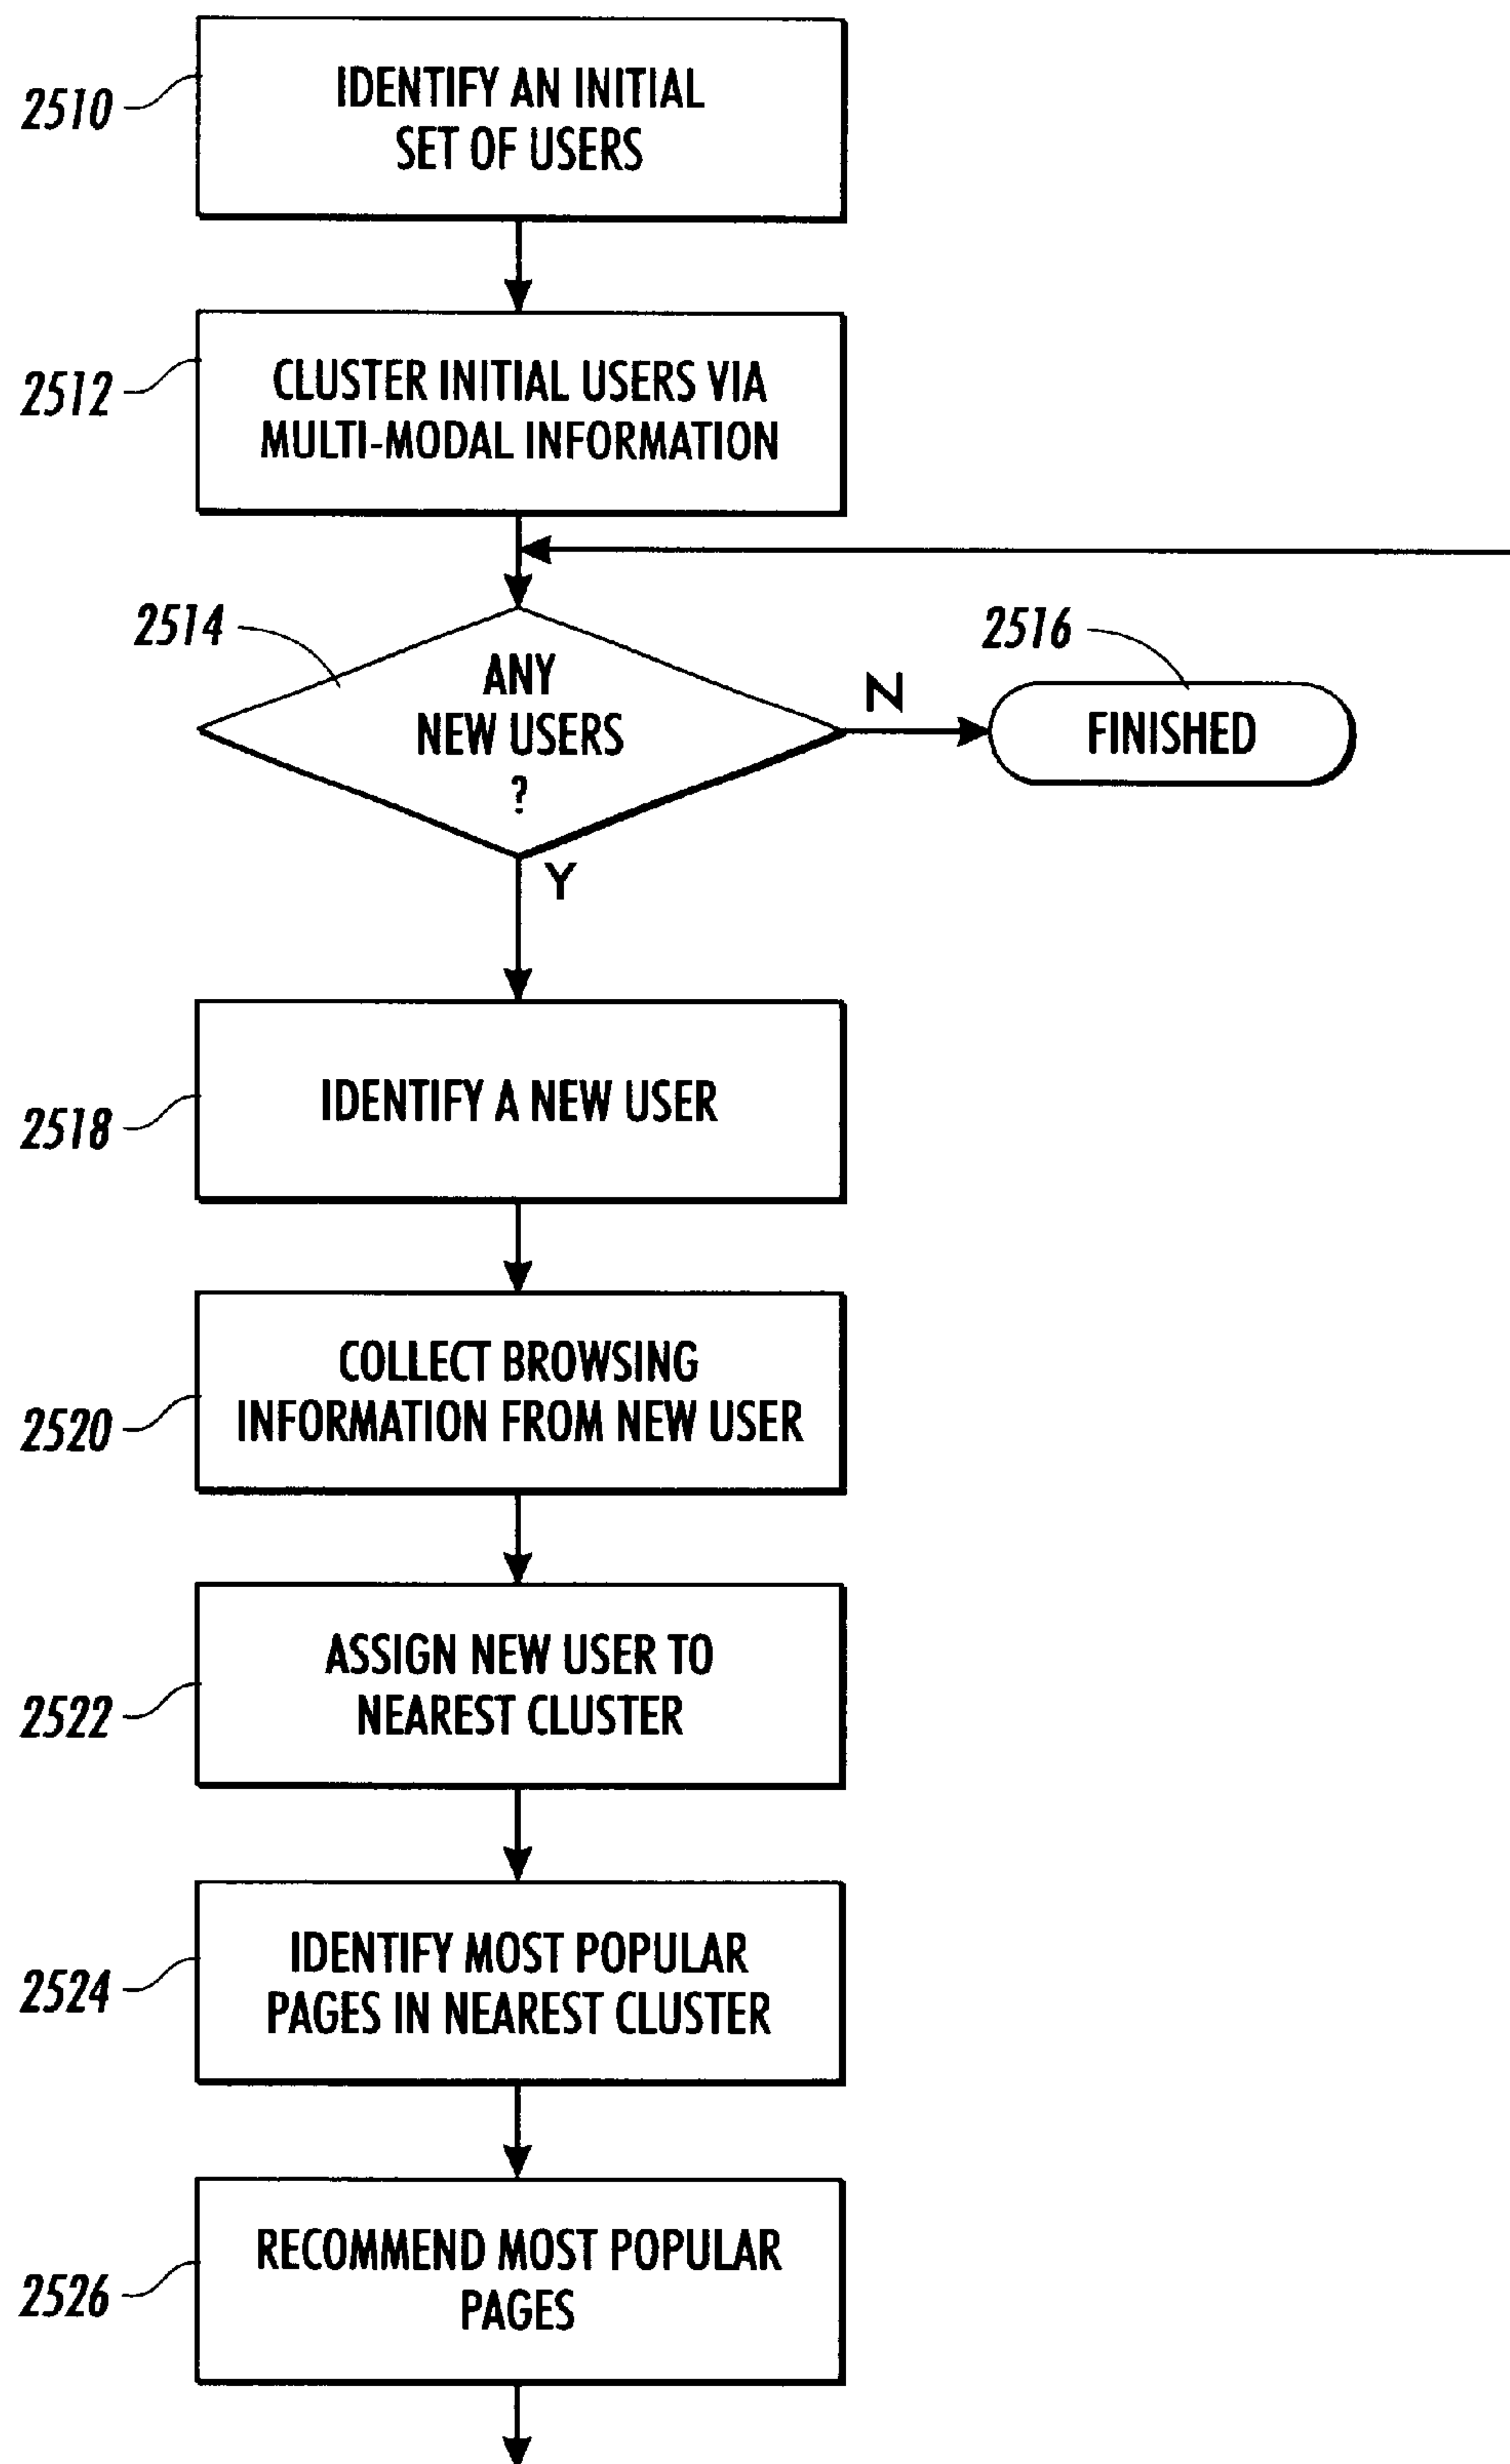 2510
IDENTIFY AN INITIAL
SET OF USERS
2512
CLUSTER INITIAL USERS VIA
MULTI-MODAL INFORMATION
2514
ANY
NEW USERS
?
N
2516
FINISHED
Y
2518
IDENTIFY A NEW USER
2520
COLLECT BROWSING
INFORMATION FROM NEW USER
2522
ASSIGN NEW USER TO
NEAREST CLUSTER
2524
IDENTIFY MOST POPULAR
PAGES IN NEAREST CLUSTER
2526
RECOMMEND MOST POPULAR
PAGES